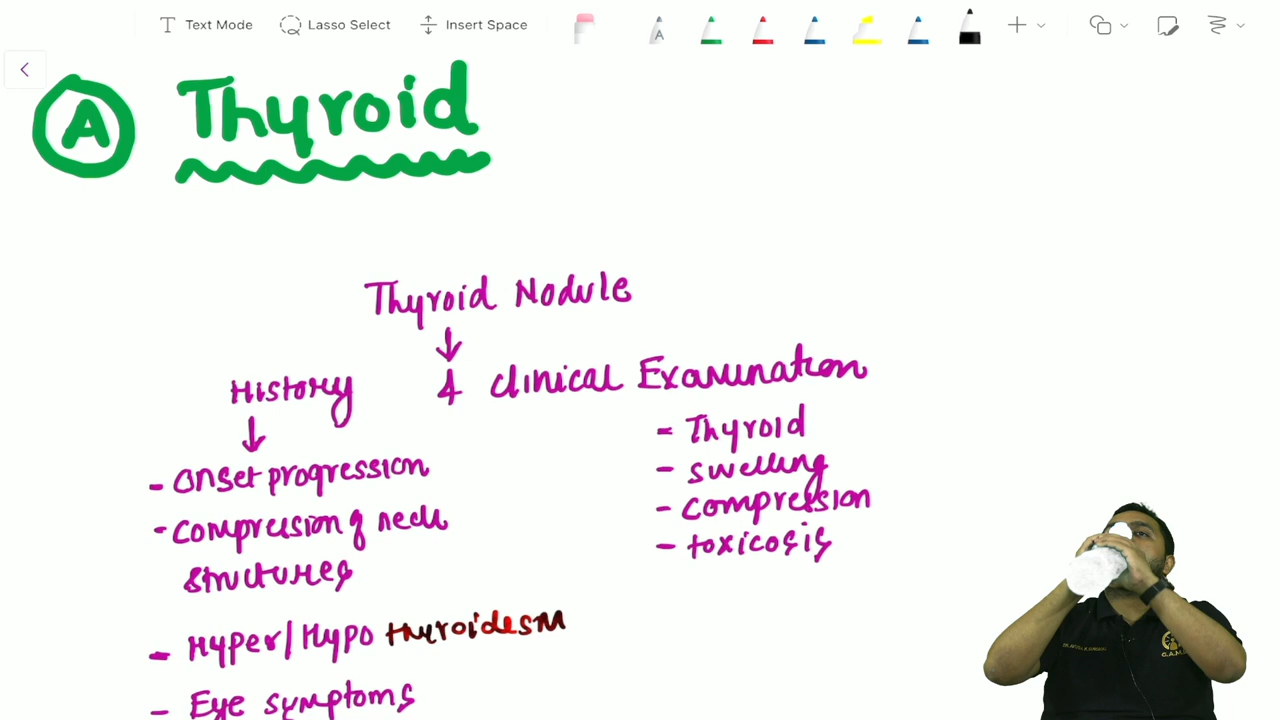 Text Mode Lasso Select Insert Space
A Thyroid
Thyroid Nodule
History & Clinical Examination
- Onset progression
- compression of neck
structures
- Hyper/Hypo thyroidesm
- Eye symptoms
- Thyroid
- swelling
- compression
- toxicosis